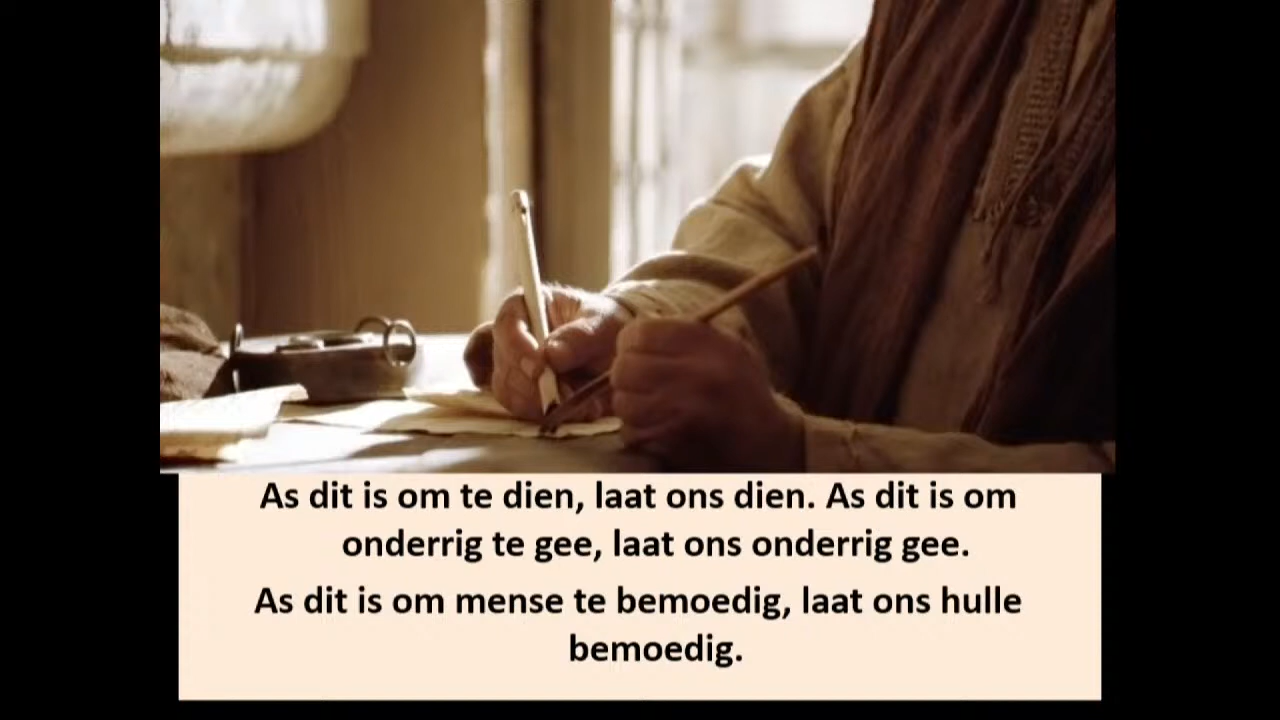 As dit is om te dien, laat ons dien. As dit is om
onderrig te gee, laat ons onderrig gee.
As dit is om mense te bemoedig, laat ons hulle
bemoedig.